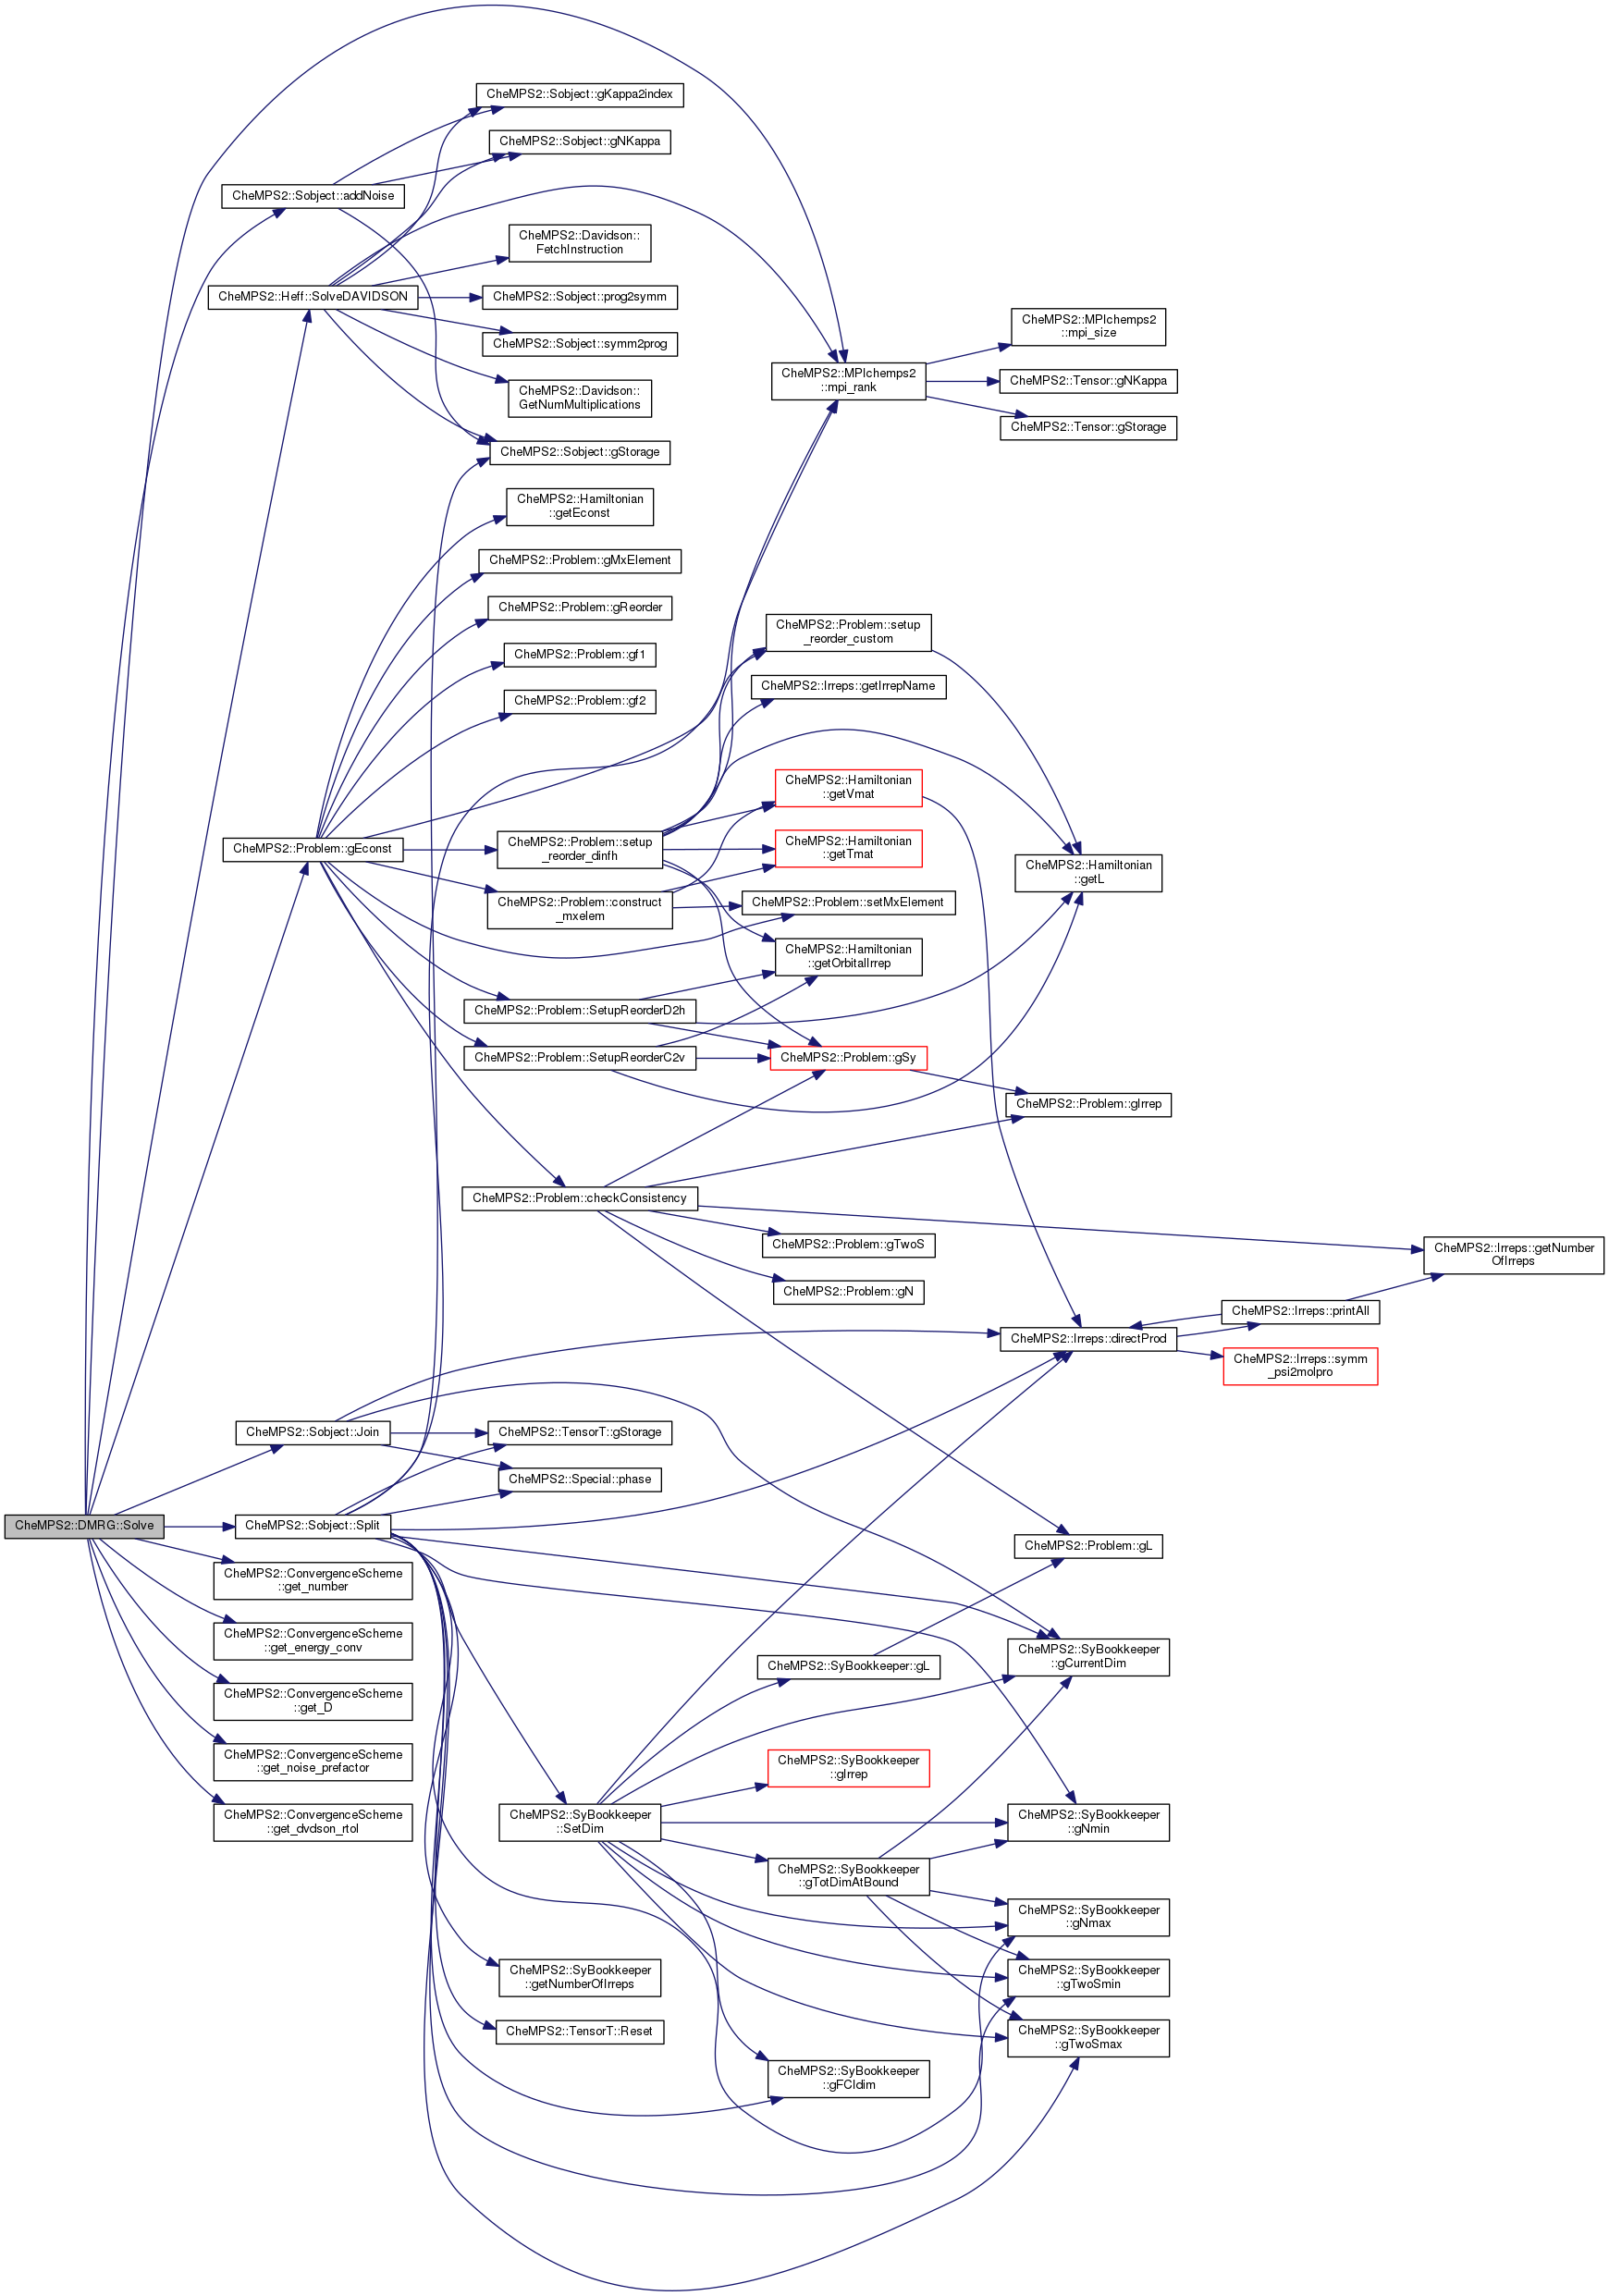 CheMPS2::Sobject::gKappa2index
CheMPS2::Sobject::gNKappa
CheMPS2::Sobject::addNoise
CheMPS2::Davidson::
FetchInstruction
CheMPS2::Heff::SolveDAVIDSON
CheMPS2::Sobject::prog2symm
CheMPS2::MPIchemps2
::mpi_size
CheMPS2::Sobject::symm2prog
CheMPS2::MPIchemps2
::mpi_rank
CheMPS2::Tensor::gNKappa
CheMPS2::Davidson::
GetNumMultiplications
CheMPS2::Tensor::gStorage
CheMPS2::Sobject::gStorage
CheMPS2::Hamiltonian
::getEconst
CheMPS2::Problem::gMxElement
CheMPS2::Problem::gReorder
CheMPS2::Problem::setup
_reorder_custom
CheMPS2::Problem::gf1
CheMPS2::Irreps::getIrrepName
CheMPS2::Problem::gf2
CheMPS2::Hamiltonian
::getVmat
CheMPS2::Problem::gEconst
CheMPS2::Problem::setup
_reorder_dinfh
CheMPS2::Hamiltonian
::getTmat
CheMPS2::Hamiltonian
::getL
CheMPS2::Problem::construct
_mxelem
CheMPS2::Problem::setMxElement
CheMPS2::Hamiltonian
::getOrbitalIrrep
CheMPS2::Problem::SetupReorderD2h
CheMPS2::Problem::SetupReorderC2v
CheMPS2::Problem::gSy
CheMPS2::Problem::gIrrep
CheMPS2::Problem::checkConsistency
CheMPS2::Problem::gTwoS
CheMPS2::Irreps::getNumber
OfIrreps
CheMPS2::Problem::gN
CheMPS2::Irreps::printAll
CheMPS2::Irreps::directProd
CheMPS2::Irreps::symm
_psi2molpro
CheMPS2::Sobject::Join
CheMPS2::TensorT::gStorage
CheMPS2::Special::phase
CheMPS2::DMRG::Solve
CheMPS2::Sobject::Split
CheMPS2::Problem::gL
CheMPS2::ConvergenceScheme
::get_number
CheMPS2::ConvergenceScheme
::get_energy_conv
CheMPS2::SyBookkeeper::gL
CheMPS2::SyBookkeeper
::gCurrentDim
CheMPS2::ConvergenceScheme
::get_D
CheMPS2::ConvergenceScheme
::get_noise_prefactor
CheMPS2::SyBookkeeper
::gIrrep
CheMPS2::ConvergenceScheme
::get_dvdson_rtol
CheMPS2::SyBookkeeper
::SetDim
CheMPS2::SyBookkeeper
::gNmin
CheMPS2::SyBookkeeper
::gTotDimAtBound
CheMPS2::SyBookkeeper
::gNmax
CheMPS2::SyBookkeeper
::getNumberOfIrreps
CheMPS2::SyBookkeeper
::gTwoSmin
CheMPS2::TensorT::Reset
CheMPS2::SyBookkeeper
::gTwoSmax
CheMPS2::SyBookkeeper
::gFCIdim